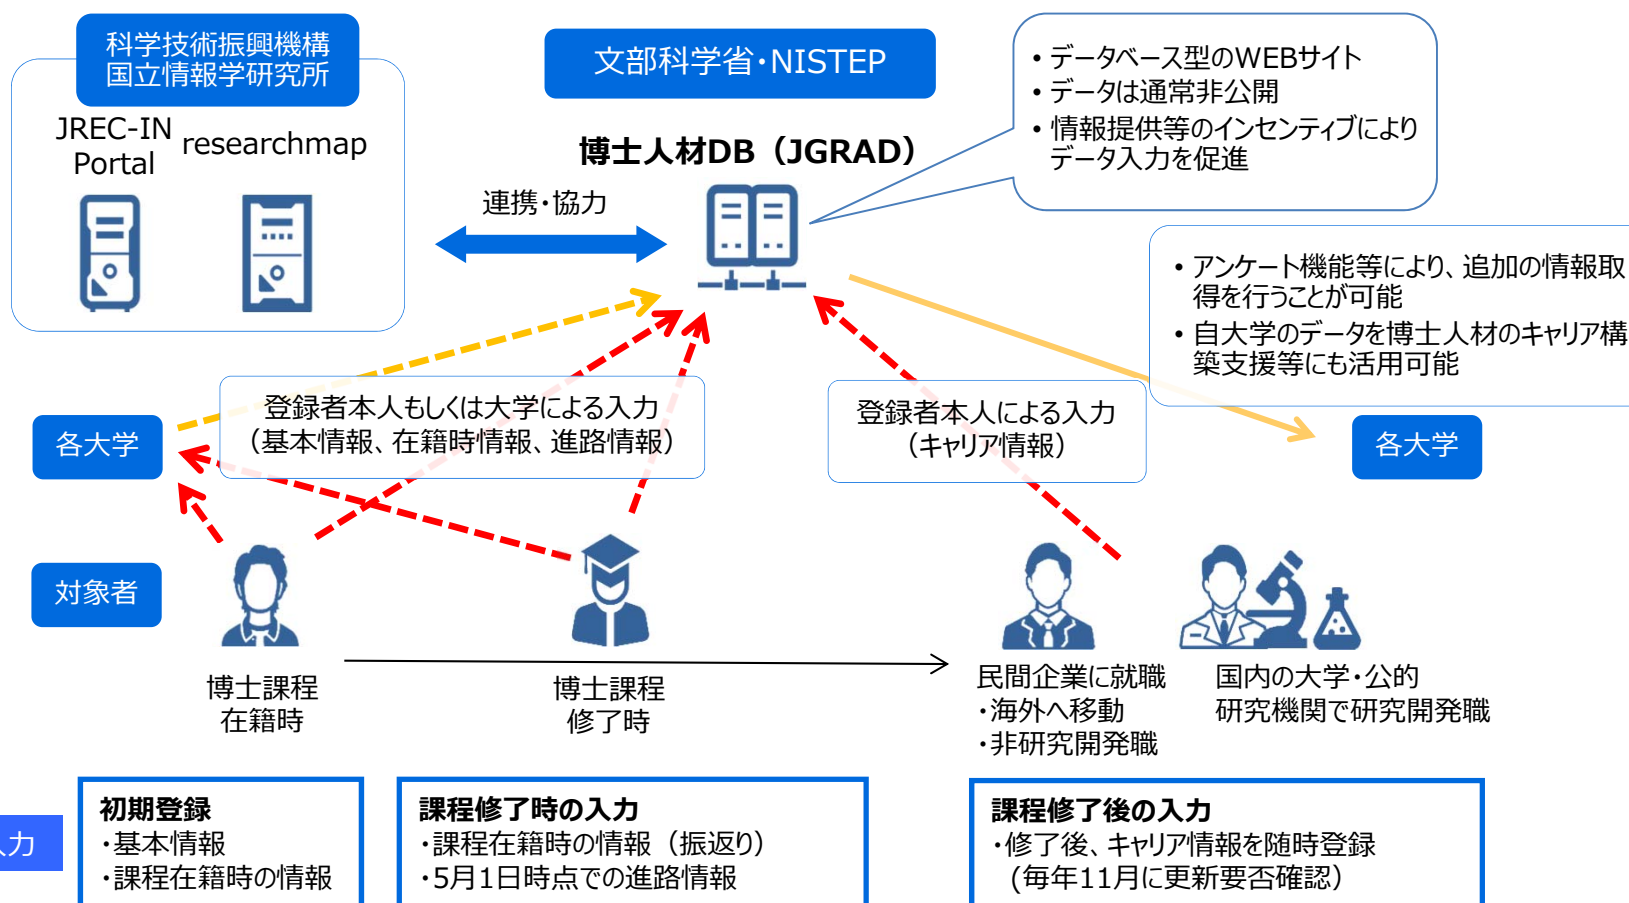 科学技術振興機構
国立情報学研究所
JREC-IN
Portal
researchmap
文部科学省・NISTEP
博士人材DB（JGRAD）
連携・協力
・データベース型のWEBサイト
・データは通常非公開
・情報提供等のインセンティブにより
データ入力を促進
・アンケート機能等により、追加の情報取
得を行うことが可能
・自大学のデータを博士人材のキャリア構
築支援等にも活用可能
各大学
登録者本人もしくは大学による入力
（基本情報、在籍時情報、進路情報）
登録者本人による入力
（キャリア情報）
各大学
対象者
博士課程
在籍時
博士課程
修了時
民間企業に就職
・海外へ移動
・非研究開発職
国内の大学・公的
研究機関で研究開発職
力
初期登録
・基本情報
・課程在籍時の情報
課程修了時の入力
・課程在籍時の情報（振返り）
・5月1日時点での進路情報
課程修了後の入力
・修了後、キャリア情報を随時登録
(毎年11月に更新要否確認）